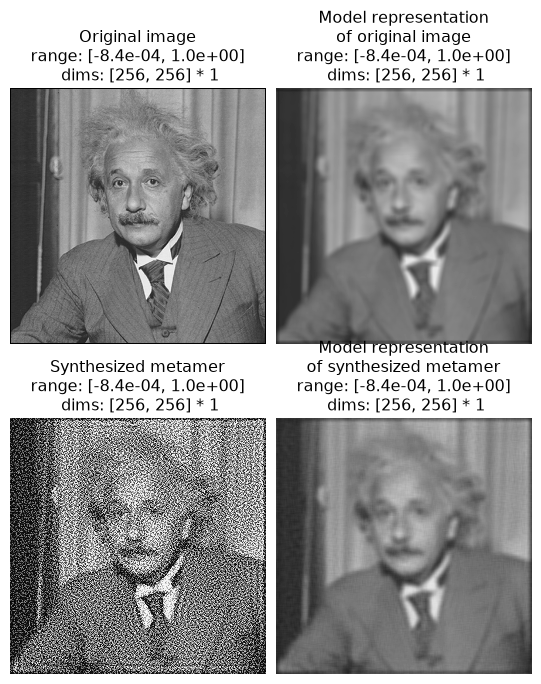 Original image
range: [-8.4e-04, 1.0e+00]
dims: [256, 256] * 1
Model representation
of original image
range: [-8.4e-04, 1.0e+00]
dims: [256, 256] * 1
Synthesized metamer
range: [-8.4e-04, 1.0e+00]
dims: [256, 256] * 1
Model representation
of synthesized metamer
range: [-8.4e-04, 1.0e+00]
dims: [256, 256] * 1